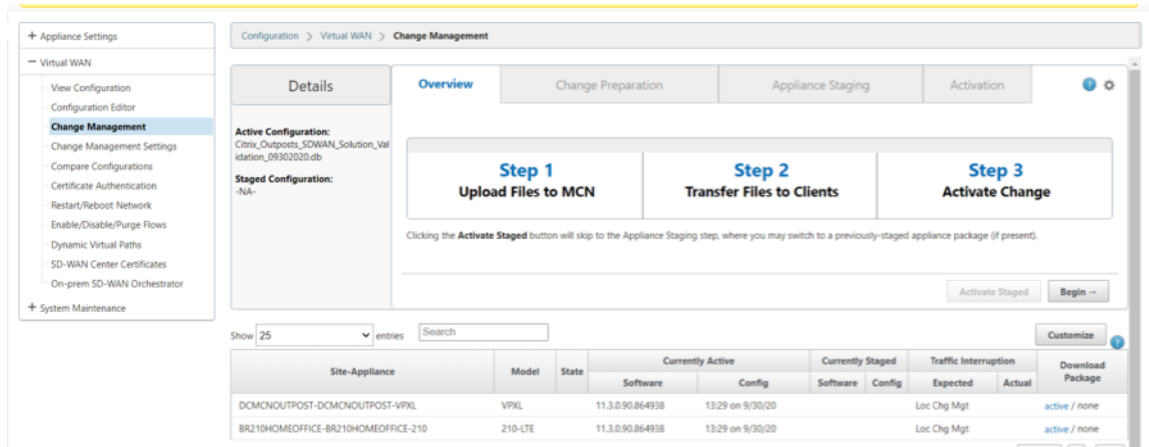 + Appliance Settings
− Virtual WAN
View Configuration
Configuration Editor
Change Management
Change Management Settings
Compare Configurations
Certificate Authentication
Restart/Reboot Network
Enable/Disable/Purge Flows
Dynamic Virtual Paths
SD-WAN Center Certificates
On-prem SD-WAN Orchestrator
+ System Maintenance
Configuration > Virtual WAN > Change Management
Details
Active Configuration:
Citrix_Outposts_SDWAN_Solution_Val
idation_09302020.db
Staged Configuration:
-NA-
Overview Change Preparation Appliance Staging Activation ?
Step 1 Step 2 Step 3
Upload Files to MCN Transfer Files to Clients Activate Change
Clicking the Activate Staged button will skip to the Appliance Staging step, where you may switch to a previously-staged appliance package (if present).
Activate Staged Begin →
Show 25 entries Search Customize ?
Site-Appliance Model State Currently Active Currently Staged Traffic Interruption Download Package
Software Config Software Config Expected Actual
DCMCNOUTPOST-DCMCNOUTPOST-VPXL VPXL 11.3.0.90.864938 13:29 on 9/30/20 Loc Chg Mgt active / none
BR210HOMEOFFICE-BR210HOMEOFFICE-210 210-LTE 11.3.0.90.864938 13:29 on 9/30/20 Loc Chg Mgt active / none